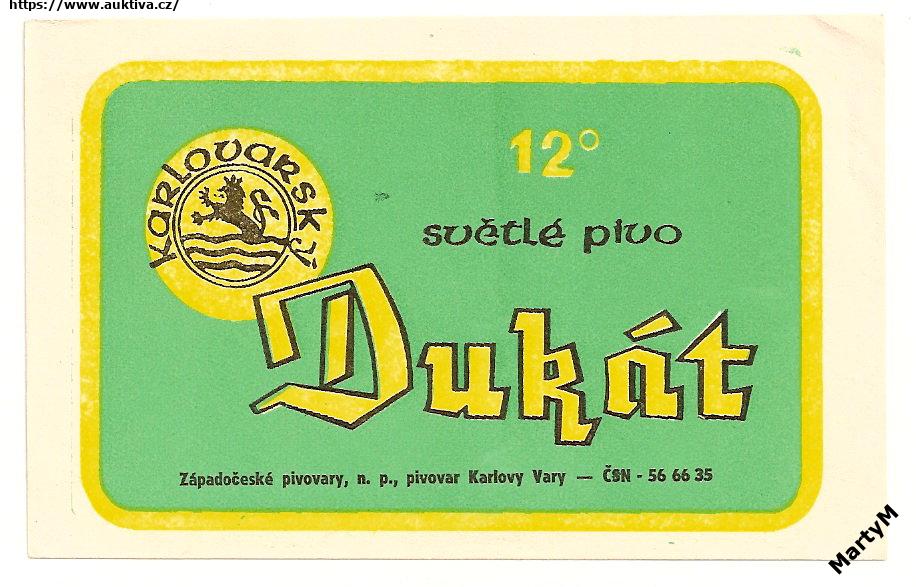 https://www.auktiva.cz/
Karlovarský
12°
světlé pivo
Dukát
Západočeské pivovary, n. p., pivovar Karlovy Vary — ČSN - 56 66 35
MartyM